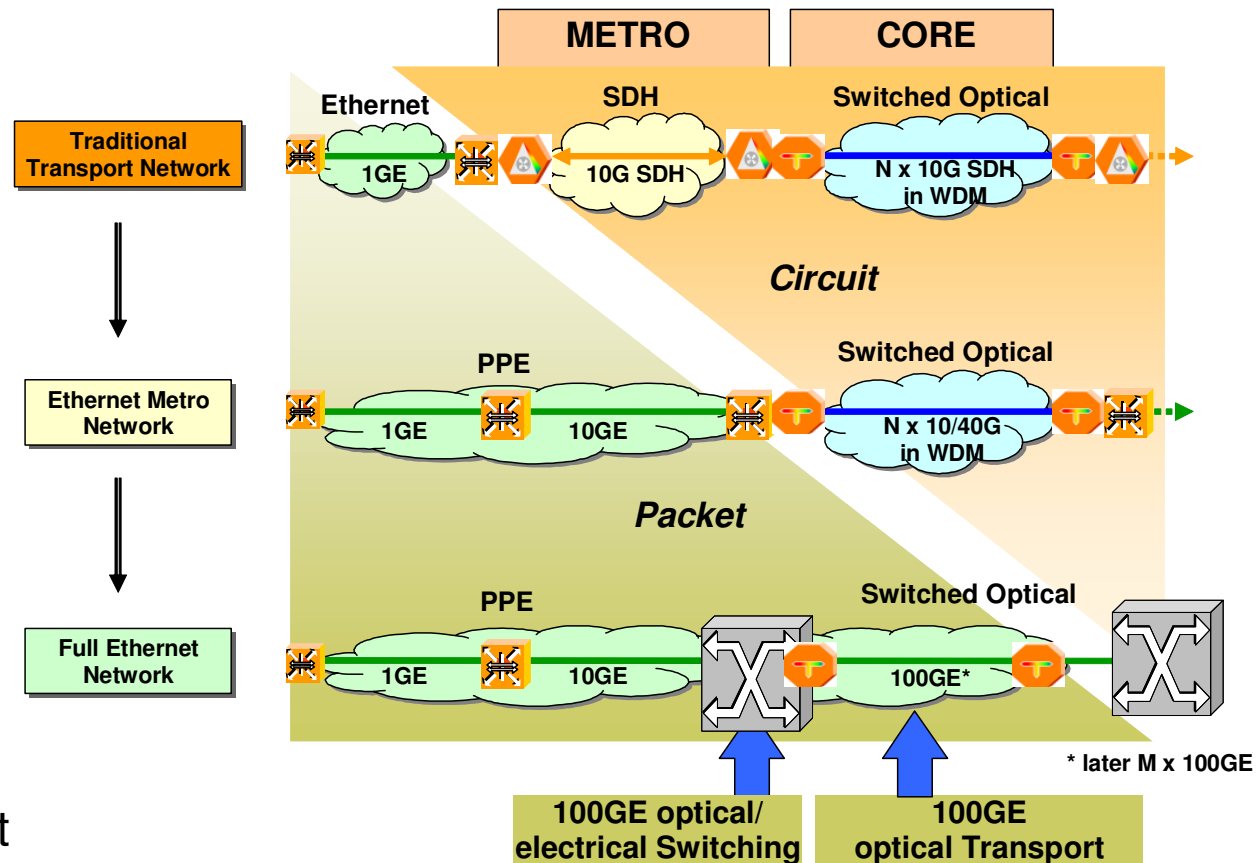 METRO
CORE
Ethernet
SDH
Switched Optical
Traditional
Transport Network
1GE
10G SDH
N x 10G SDH
in WDM
Circuit
PPE
Switched Optical
Ethernet Metro
Network
1GE
10GE
N x 10/40G
in WDM
Packet
PPE
Switched Optical
Full Ethernet
Network
1GE
10GE
100GE*
* later M x 100GE
100GE optical/
electrical Switching
100GE
optical Transport
t